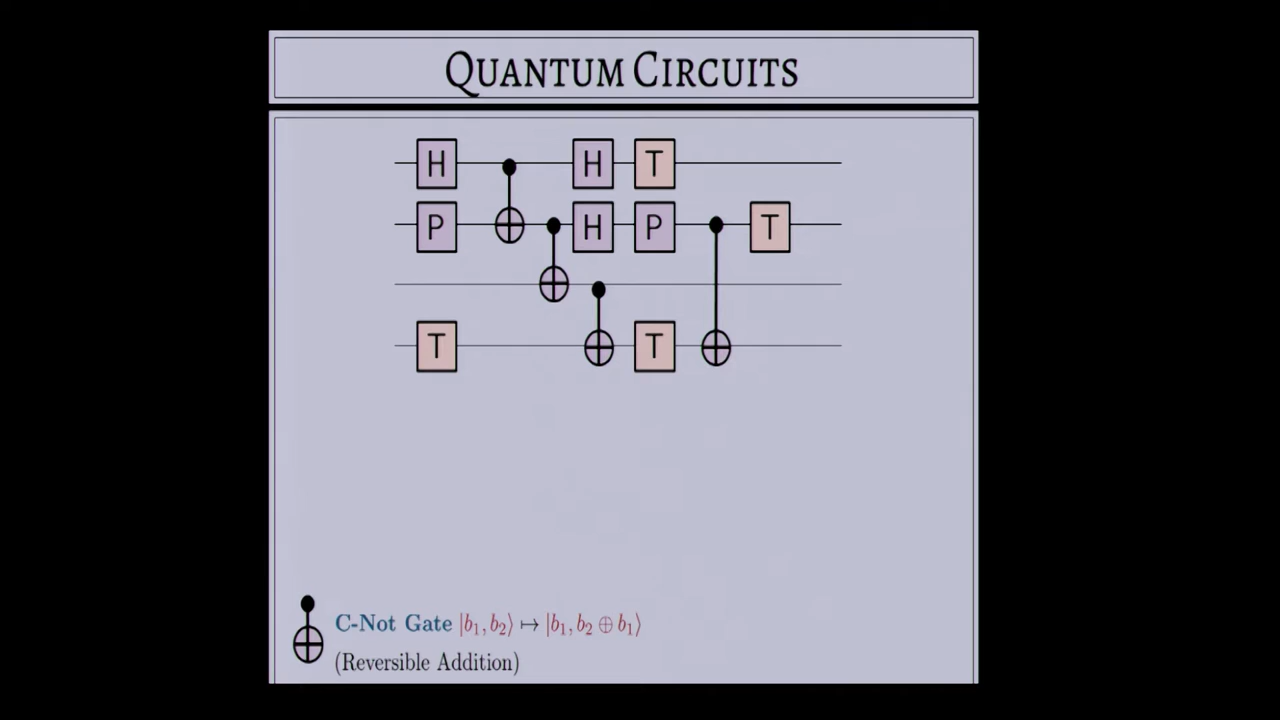 QUANTUM CIRCUITS
H H T
P H P T
T T
C-Not Gate |b₁, b₂⟩ ↦ |b₁, b₂ ⊕ b₁⟩
(Reversible Addition)